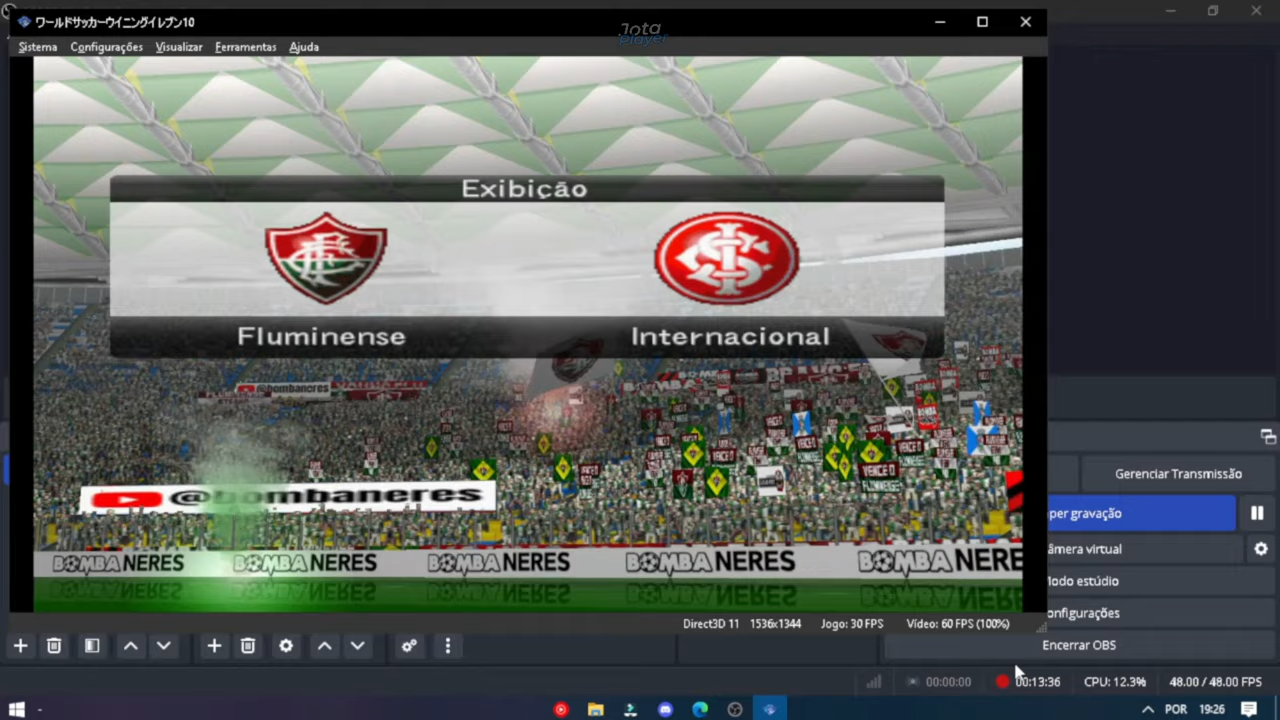 ワールドサッカーウイニングイレブン10
Jota
Player
Sistema Configurações Visualizar Ferramentas Ajuda
Exibição
Fluminense Internacional
@bombaneres
@bombaneres
BOMBA NERES BOMBA NERES BOMBA NERES BOMBA NERES BOMBA NERES
Direct3D 11 1536x1344 Jogo: 30 FPS Vídeo: 60 FPS (100%)
Gerenciar Transmissão
per gravação
âmera virtual
Modo estúdio
onfigurações
Encerrar OBS
00:00:00 00:13:36 CPU: 12.3% 48.00 / 48.00 FPS
POR 19:26